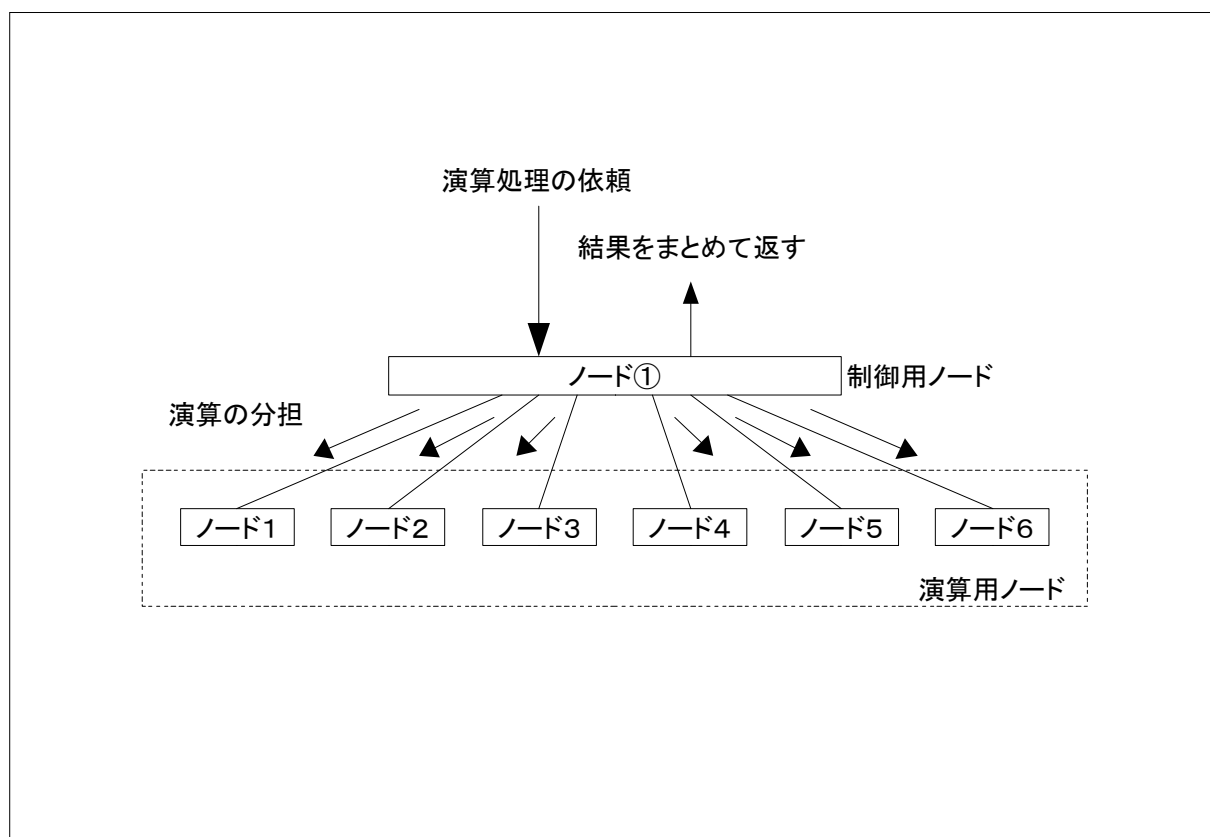 演算処理の依頼
結果をまとめて返す
ノード①
制御用ノード
演算の分担
ノード1
ノード2
ノード3
ノード4
ノード5
ノード6
演算用ノード